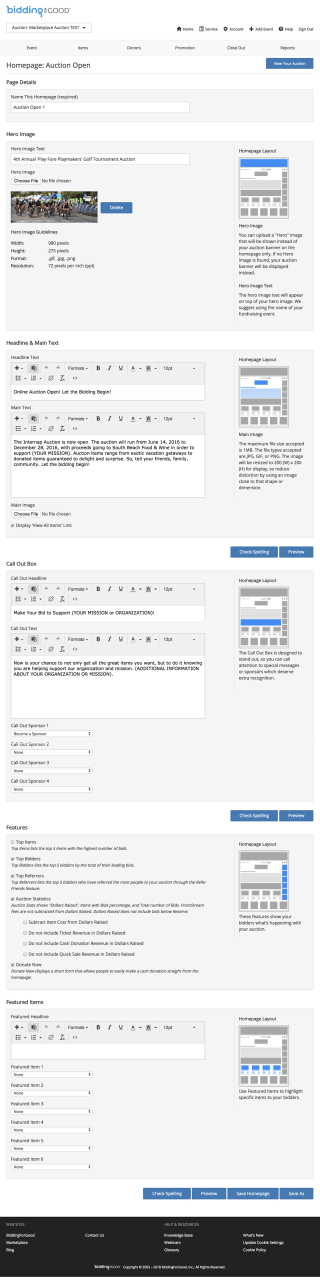 biddingFORGOOD
Auction: Marketplace Auction TEST
Home Service Account Add Event Help Sign Out
Event Items Donors Promotion Close Out Reports
Homepage: Auction Open
View Your Auction
Page Details
Name This Homepage (required)
Auction Open 1
Hero Image
Hero Image Text
4th Annual 'Play Fore Playmakers' Golf Tournament Auction
Hero Image
Choose File No file chosen
Delete
Hero Image Guidelines
Width: 980 pixels
Height: 275 pixels
Format: .gif, .jpg, .png
Resolution: 72 pixels per inch (ppi)
Homepage Layout
Hero Image
You can upload a "Hero" image
that will be shown instead of
your auction banner on the
homepage only. If no Hero
image is found, your auction
banner will be displayed
instead.
Hero Image Text
The hero image text will appear
on top of your hero image. We
suggest using the name of your
fundraising event.
Headline & Main Text
Headline Text
Formats B I U A A 12pt
Online Auction Open! Let the Bidding Begin!
Main Text
Formats B I U A A 12pt
The Internap Auction is now open. The auction will run from June 14, 2016 to
December 28, 2016, with proceeds going to South Beach Food & Wine in order to
support (YOUR MISSION). Auction items range from exotic vacation getaways to
donated items guaranteed to delight and surprise. So, tell your friends, family,
community. Let the bidding begin!
Main Image
Choose File No file chosen
Display 'View All Items' Link
Homepage Layout
Main Image
The maximum file size accepted
is 1MB. The file types accepted
are JPG, GIF, or PNG. The image
will be resized to 200 (W) x 200
(H) for display, so reduce
distortion by using an image
close to that shape or
dimension.
Check Spelling Preview
Call Out Box
Call Out Headline
Formats B I U A A 12pt
Make Your Bid to Support (YOUR MISSION or ORGANIZATION)!
Call Out Text
Formats B I U A A 12pt
Now is your chance to not only get all the great items you want, but to do it knowing
you are helping support our organization and mission. (ADDITIONAL INFORMATION
ABOUT YOUR ORGANIZATION OR MISSION).
Call Out Sponsor 1
Become a Sponsor
Call Out Sponsor 2
None
Call Out Sponsor 3
None
Call Out Sponsor 4
None
Homepage Layout
The Call Out Box is designed to
stand out, so you can call
attention to special messages
or sponsors which deserve
extra recognition.
Check Spelling Preview
Features
Top Items
Top Items lists the top 5 items with the highest number of bids.
Top Bidders
Top Bidders lists the top 5 bidders by the total of their leading bids.
Top Referrers
Top Referrers lists the top 5 bidders who have referred the most people to your auction through the Refer
Friends feature.
Auction Statistics
Auction Stats show "Dollars Raised", Items with Bids percentage, and Total number of Bids. FrontStream
fees are not subtracted from Dollars Raised. Dollars Raised does not include bids below Reserve.
Subtract Item Cost from Dollars Raised
Do not include Ticket Revenue in Dollars Raised
Do not include Cash Donation Revenue in Dollars Raised
Do not include Quick Sale Revenue in Dollars Raised
Donate Now
Donate Now displays a short form that allows people to easily make a cash donation straight from the
homepage.
Homepage Layout
These features show your
bidders what's happening with
your auction.
Featured Items
Featured Headline
Formats B I U A A 12pt
Featured Item 1
None
Featured Item 2
None
Featured Item 3
None
Featured Item 4
None
Featured Item 5
None
Featured Item 6
None
Homepage Layout
Use Featured Items to highlight
specific items to your bidders.
Check Spelling Preview Save Homepage Save As
WEB SITES
BiddingForGood Contact Us
Marketplace
Blog
HELP & RESOURCES
Knowledge Base What's New
Webinars Update Cookie Settings
Glossary Cookie Policy
biddingFORGOOD Copyright © 2003 - 2018 BiddingForGood, Inc., All Rights Reserved.